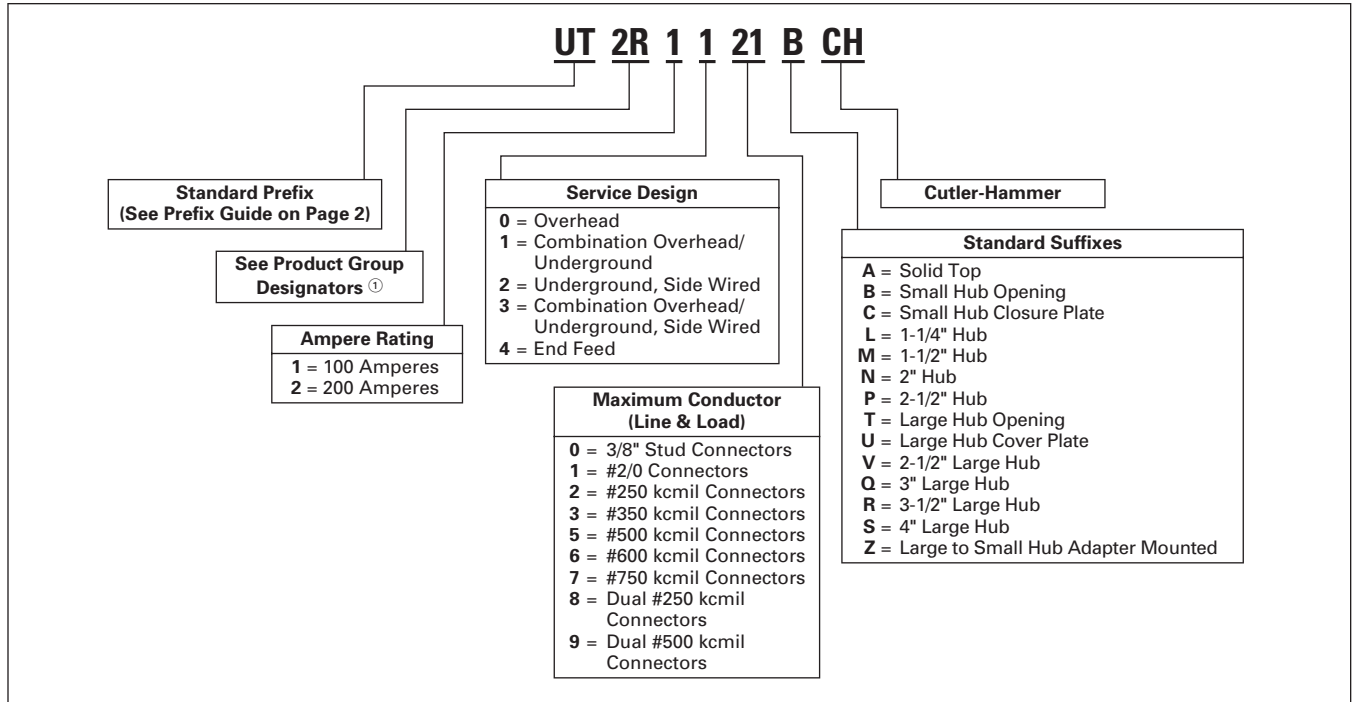 UT 2R 1 1 21 B CH
Standard Prefix
(See Prefix Guide on Page 2)
See Product Group
Designators ①
Ampere Rating
1 = 100 Amperes
2 = 200 Amperes
Service Design
0 = Overhead
1 = Combination Overhead/
Underground
2 = Underground, Side Wired
3 = Combination Overhead/
Underground, Side Wired
4 = End Feed
Maximum Conductor
(Line & Load)
0 = 3/8" Stud Connectors
1 = #2/0 Connectors
2 = #250 kcmil Connectors
3 = #350 kcmil Connectors
5 = #500 kcmil Connectors
6 = #600 kcmil Connectors
7 = #750 kcmil Connectors
8 = Dual #250 kcmil
Connectors
9 = Dual #500 kcmil
Connectors
Cutler-Hammer
Standard Suffixes
A = Solid Top
B = Small Hub Opening
C = Small Hub Closure Plate
L = 1-1/4" Hub
M = 1-1/2" Hub
N = 2" Hub
P = 2-1/2" Hub
T = Large Hub Opening
U = Large Hub Cover Plate
V = 2-1/2" Large Hub
Q = 3" Large Hub
R = 3-1/2" Large Hub
S = 4" Large Hub
Z = Large to Small Hub Adapter Mounted